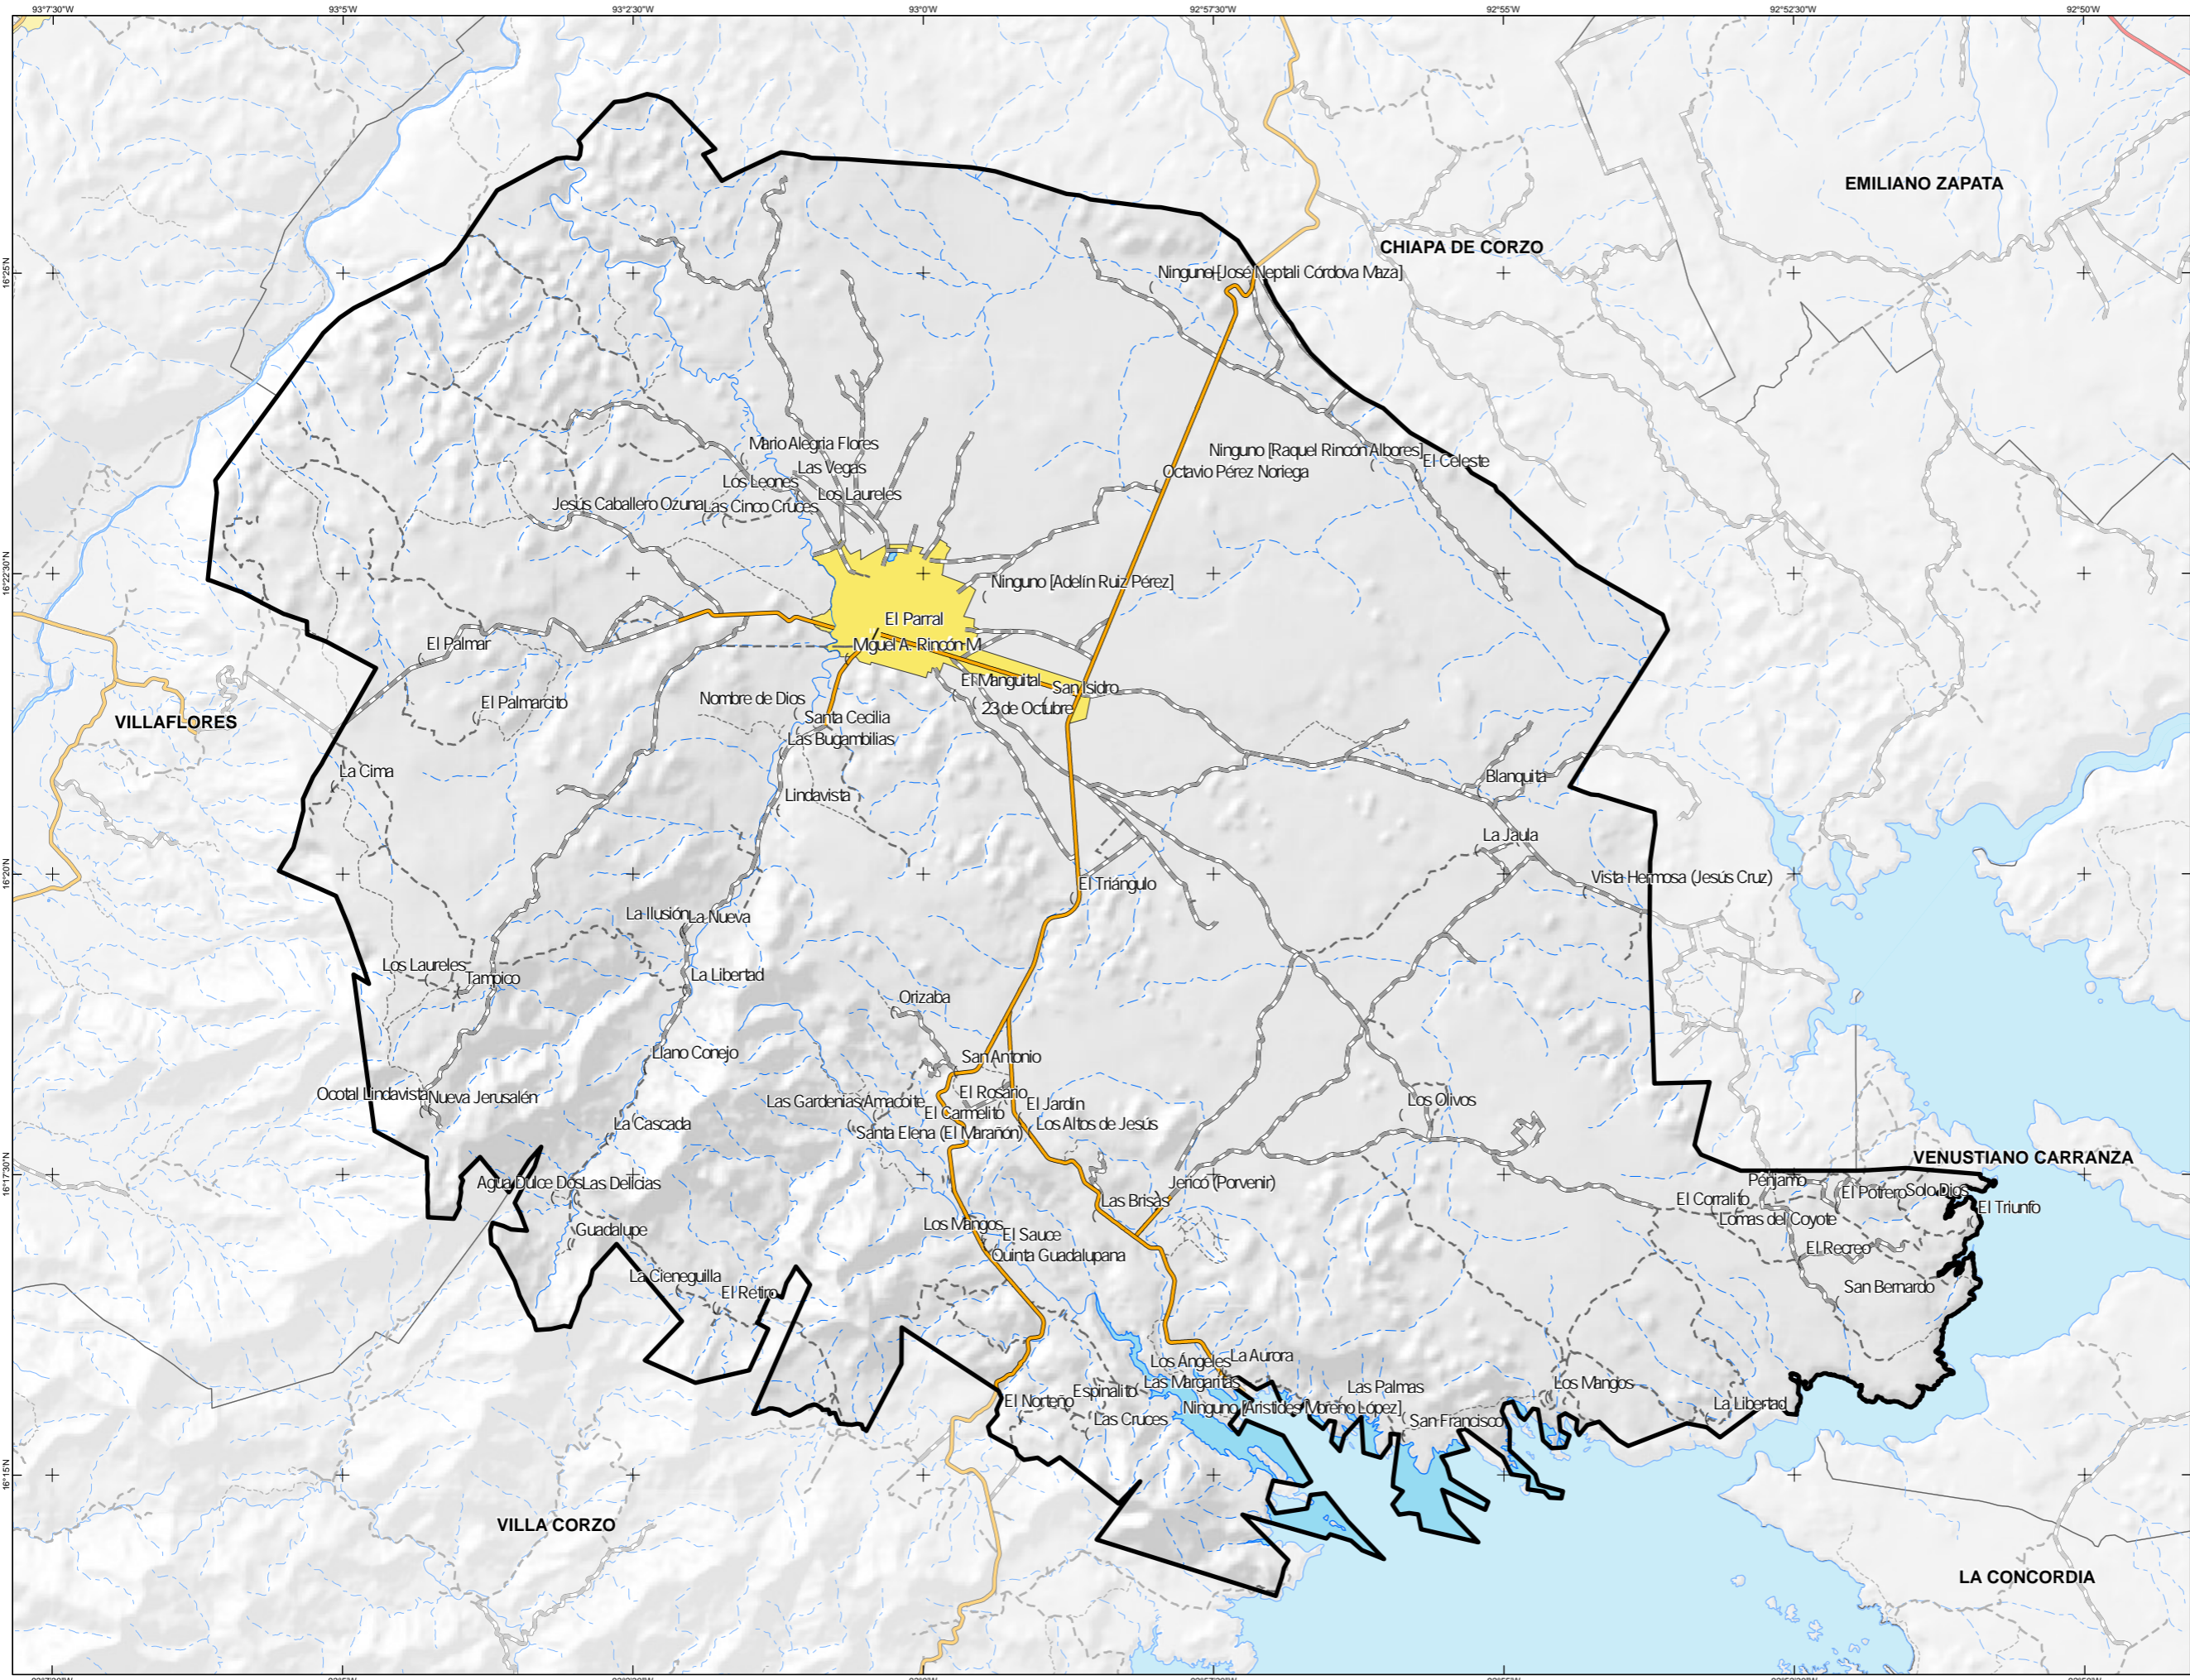 93°7'30"W 93°5'W 93°2'30"W 93°0'W 92°57'30"W 92°55'W 92°52'30"W 92°50'W
EMILIANO ZAPATA
CHIAPA DE CORZO
16°25'N
Ninguno [José Neptali Córdova Maza]
Mario Alegria Flores
Ninguno [Raquel Rincón Albores]
El Celeste
Las Vegas
Octavio Pérez Noriega
Los Leones
Los Laureles
Jesús Caballero Ozuna
Las Cinco Cruces
16°22'30"N
Ninguno [Adelín Ruiz Pérez]
El Parral
El Palmar
Miguel A. Rincón M
El Manguital
San Isidro
Nombre de Dios
El Palmarcito
23 de Octubre
Santa Cecilia
VILLAFLORES
Las Bugambilias
La Cima
Blanquita
Lindavista
La Jaula
16°20'N
El Triángulo
Vista Hermosa (Jesús Cruz)
La Ilusión
La Nueva
Los Laureles
Tampico
La Libertad
Orizaba
Llano Conejo
San Antonio
Ocotal Lindavista
Nueva Jerusalén
Las Gardenias
Amacoite
El Rosario
El Jardín
Los Olivos
El Carmelito
La Cascada
Santa Elena (El Marañón)
Los Altos de Jesús
VENUSTIANO CARRANZA
16°17'30"N
Agua Dulce Dos
Las Delicias
Jericó (Porvenir)
Pénjamo
El Corralito
El Potrero
Solo Dios
Las Brisas
El Triunfo
Guadalupe
Los Mangos
El Sauce
Lomas del Coyote
Quinta Guadalupana
El Recreo
La Cieneguilla
El Retiro
San Bernardo
Los Ángeles
La Aurora
Las Margaritas
Espinalito
Las Palmas
Los Mangos
El Norteño
Ninguno [Aristides Moreno López]
La Libertad
Las Cruces
San Francisco
16°15'N
VILLA CORZO
LA CONCORDIA